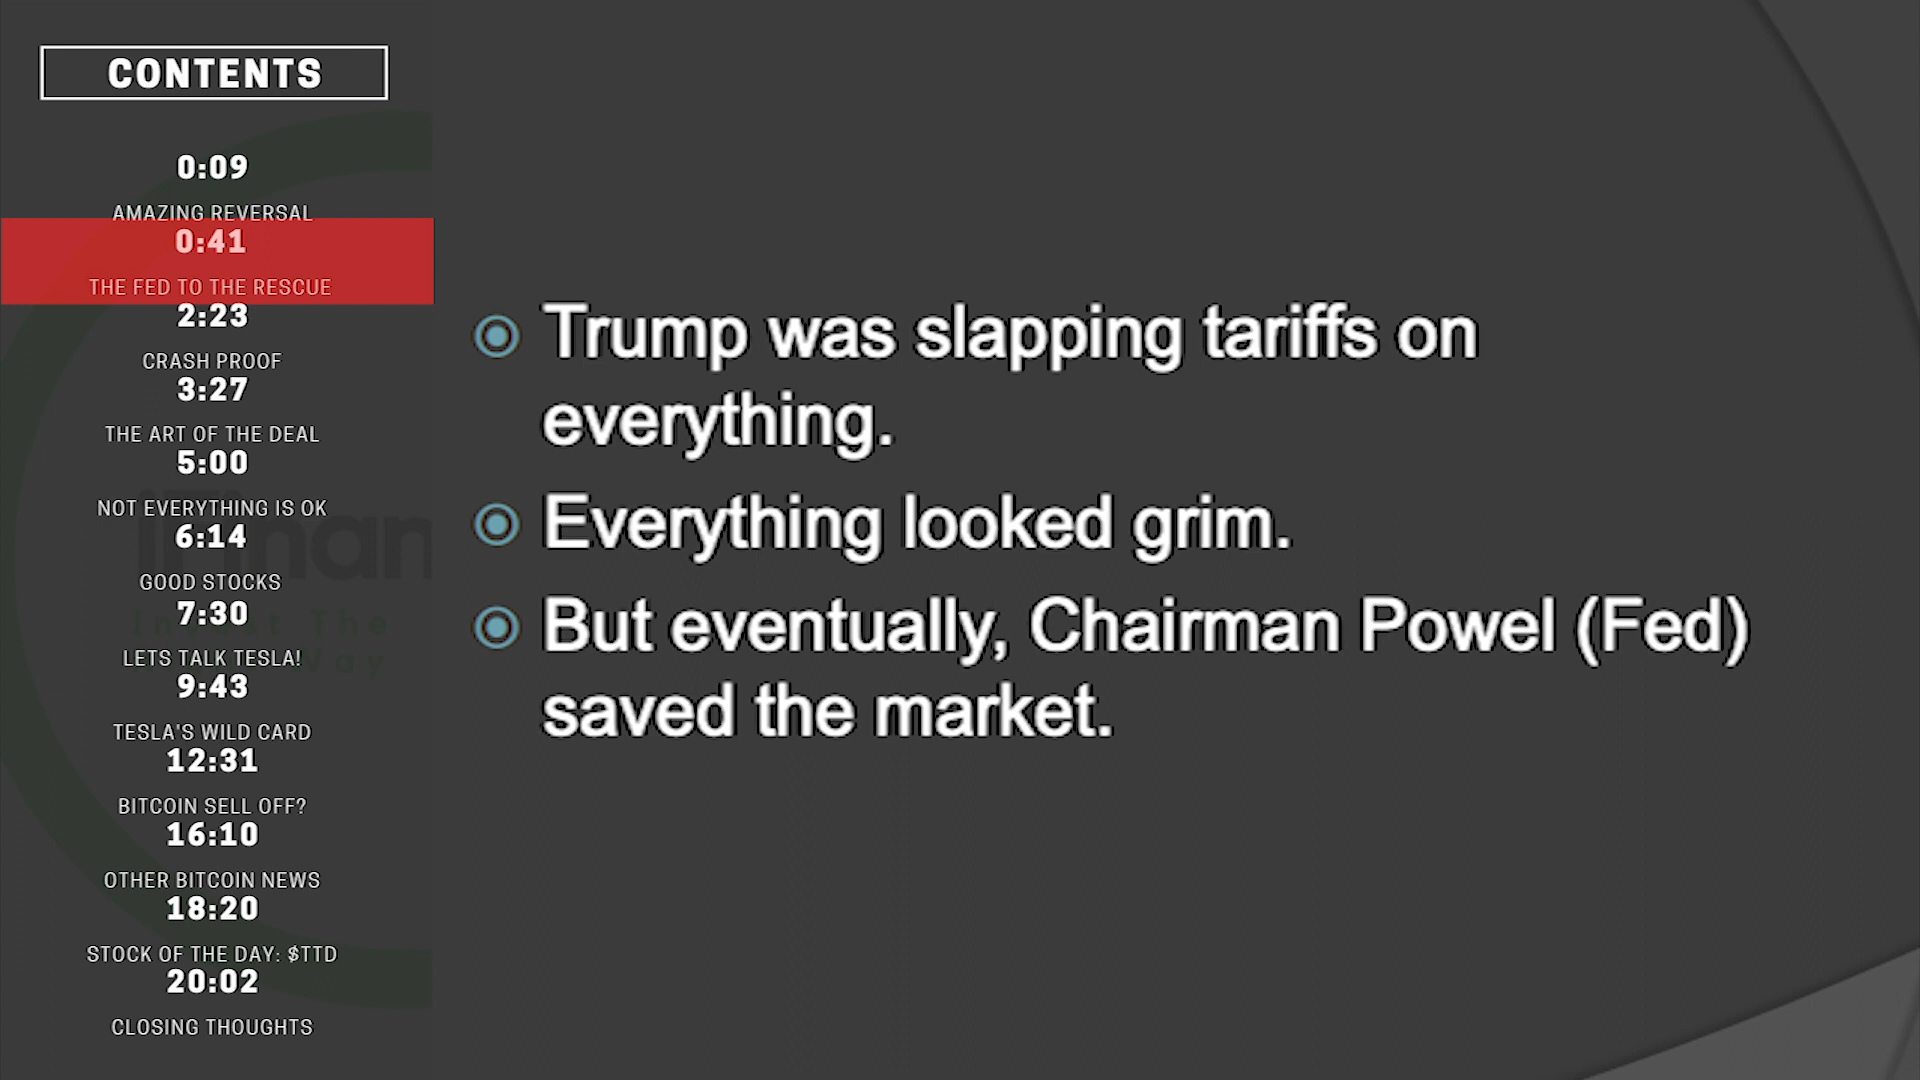 CONTENTS
0:09
AMAZING REVERSAL
0:41
THE FED TO THE RESCUE
2:23
CRASH PROOF
3:27
THE ART OF THE DEAL
5:00
NOT EVERYTHING IS OK
6:14
GOOD STOCKS
7:30
LETS TALK TESLA!
9:43
TESLA'S WILD CARD
12:31
BITCOIN SELL OFF?
16:10
OTHER BITCOIN NEWS
18:20
STOCK OF THE DAY: $TTD
20:02
CLOSING THOUGHTS
Trump was slapping tariffs on
everything.
Everything looked grim.
But eventually, Chairman Powel (Fed)
saved the market.